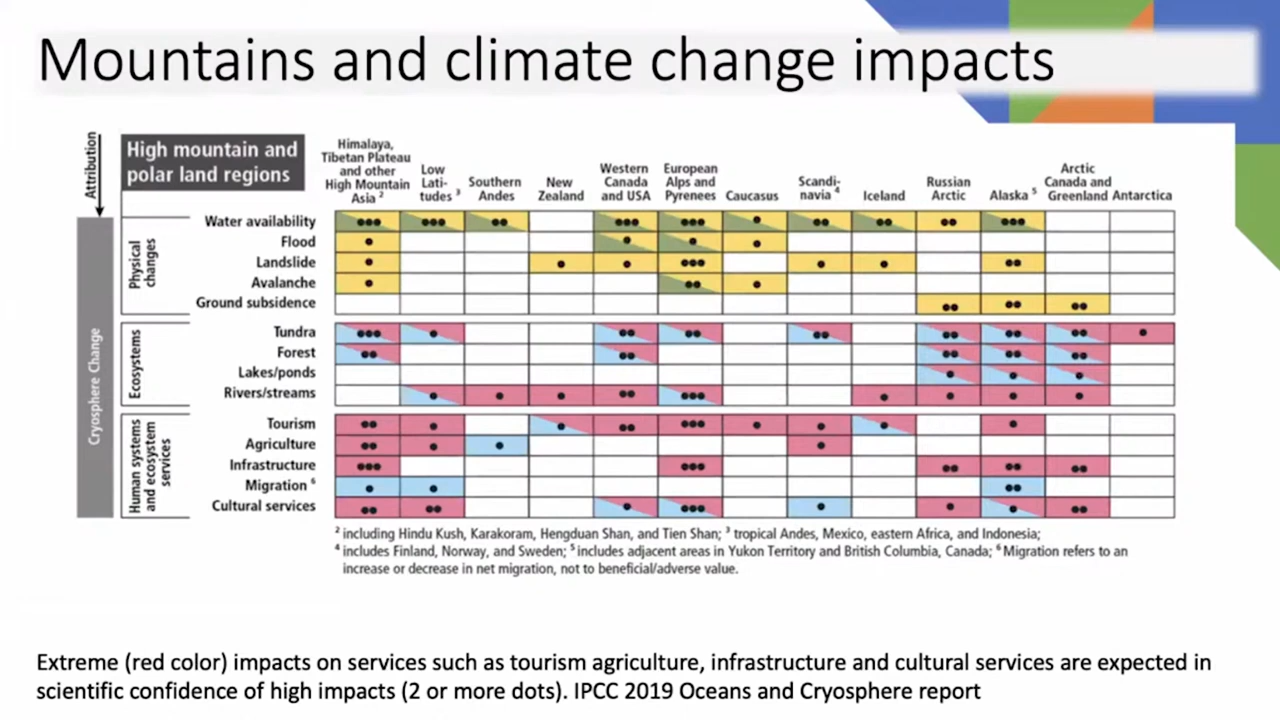 Mountains and climate change impacts
Attribution
High mountain and
polar land regions
Himalaya,
Tibetan Plateau
and other
High Mountain
Asia 2
Low
Lati-
tudes 3
Southern
Andes
New
Zealand
Western
Canada
and USA
European
Alps and
Pyrenees
Caucasus
Scandi-
navia 4
Iceland
Russian
Arctic
Alaska 5
Arctic
Canada and
Greenland
Antarctica
Cryosphere Change
Physical
changes
Water availability
Flood
Landslide
Avalanche
Ground subsidence
Ecosystems
Tundra
Forest
Lakes/ponds
Rivers/streams
Human systems
and ecosystem
services
Tourism
Agriculture
Infrastructure
Migration 6
Cultural services
2 including Hindu Kush, Karakoram, Hengduan Shan, and Tien Shan; 3 tropical Andes, Mexico, eastern Africa, and Indonesia;
4 includes Finland, Norway, and Sweden; 5 includes adjacent areas in Yukon Territory and British Columbia, Canada; 6 Migration refers to an
increase or decrease in net migration, not to beneficial/adverse value.
Extreme (red color) impacts on services such as tourism agriculture, infrastructure and cultural services are expected in
scientific confidence of high impacts (2 or more dots). IPCC 2019 Oceans and Cryosphere report